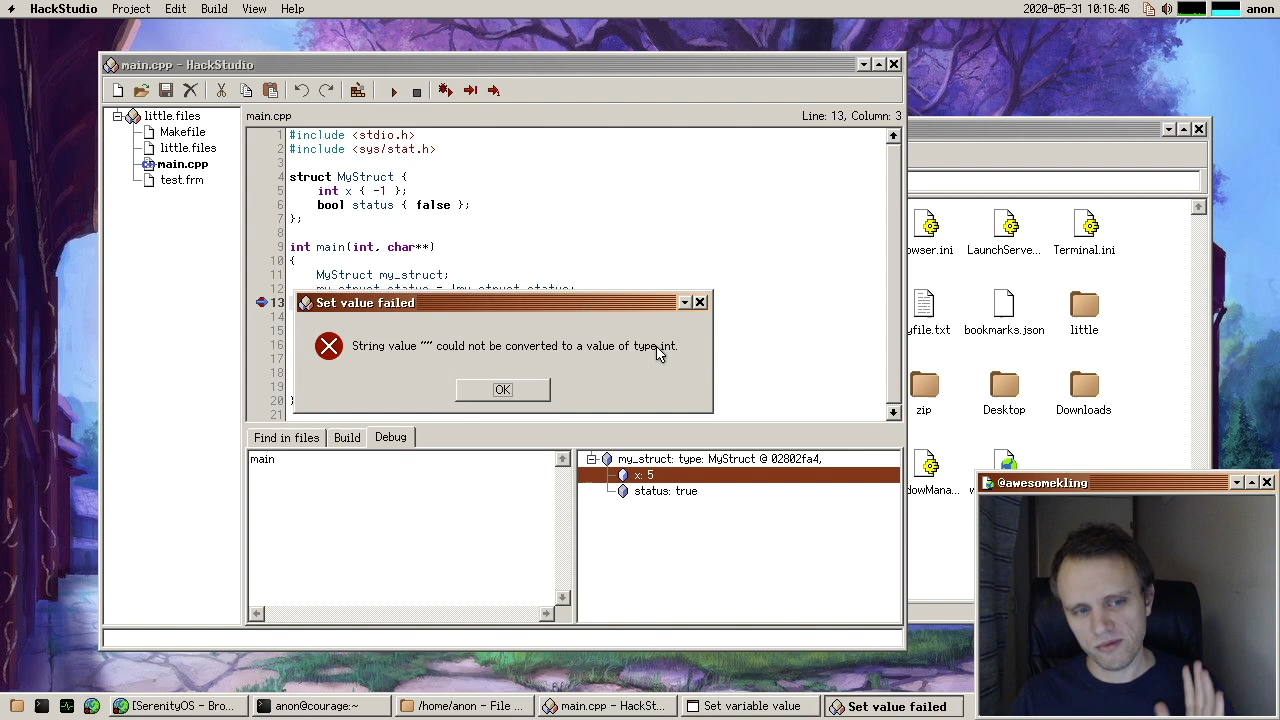 HackStudio Project Edit Build View Help 2020-05-31 10:16:46 anon
main.cpp - HackStudio
little.files
Makefile
little.files
main.cpp
test.frm
main.cpp Line: 13, Column: 3
1 #include <stdio.h>
2 #include <sys/stat.h>
3
4 struct MyStruct {
5 int x { -1 };
6 bool status { false };
7 };
8
9 int main(int, char**)
10 {
11 MyStruct my_struct;
12 my_struct.status = !my_struct.status;
13
14
15
16
17
18
19
20 }
21
Set value failed
String value "" could not be converted to a value of type int.
OK
Find in files Build Debug
main
my_struct: type: MyStruct @ 02802fa4,
x: 5
status: true
owser.ini LaunchServe... Terminal.ini
yfile.txt bookmarks.json little
zip Desktop Downloads
dowMana...
@awesomekling
[SerenityOS - Bro... anon@courage:~ /home/anon - File ... main.cpp - HackSt... Set variable value Set value failed